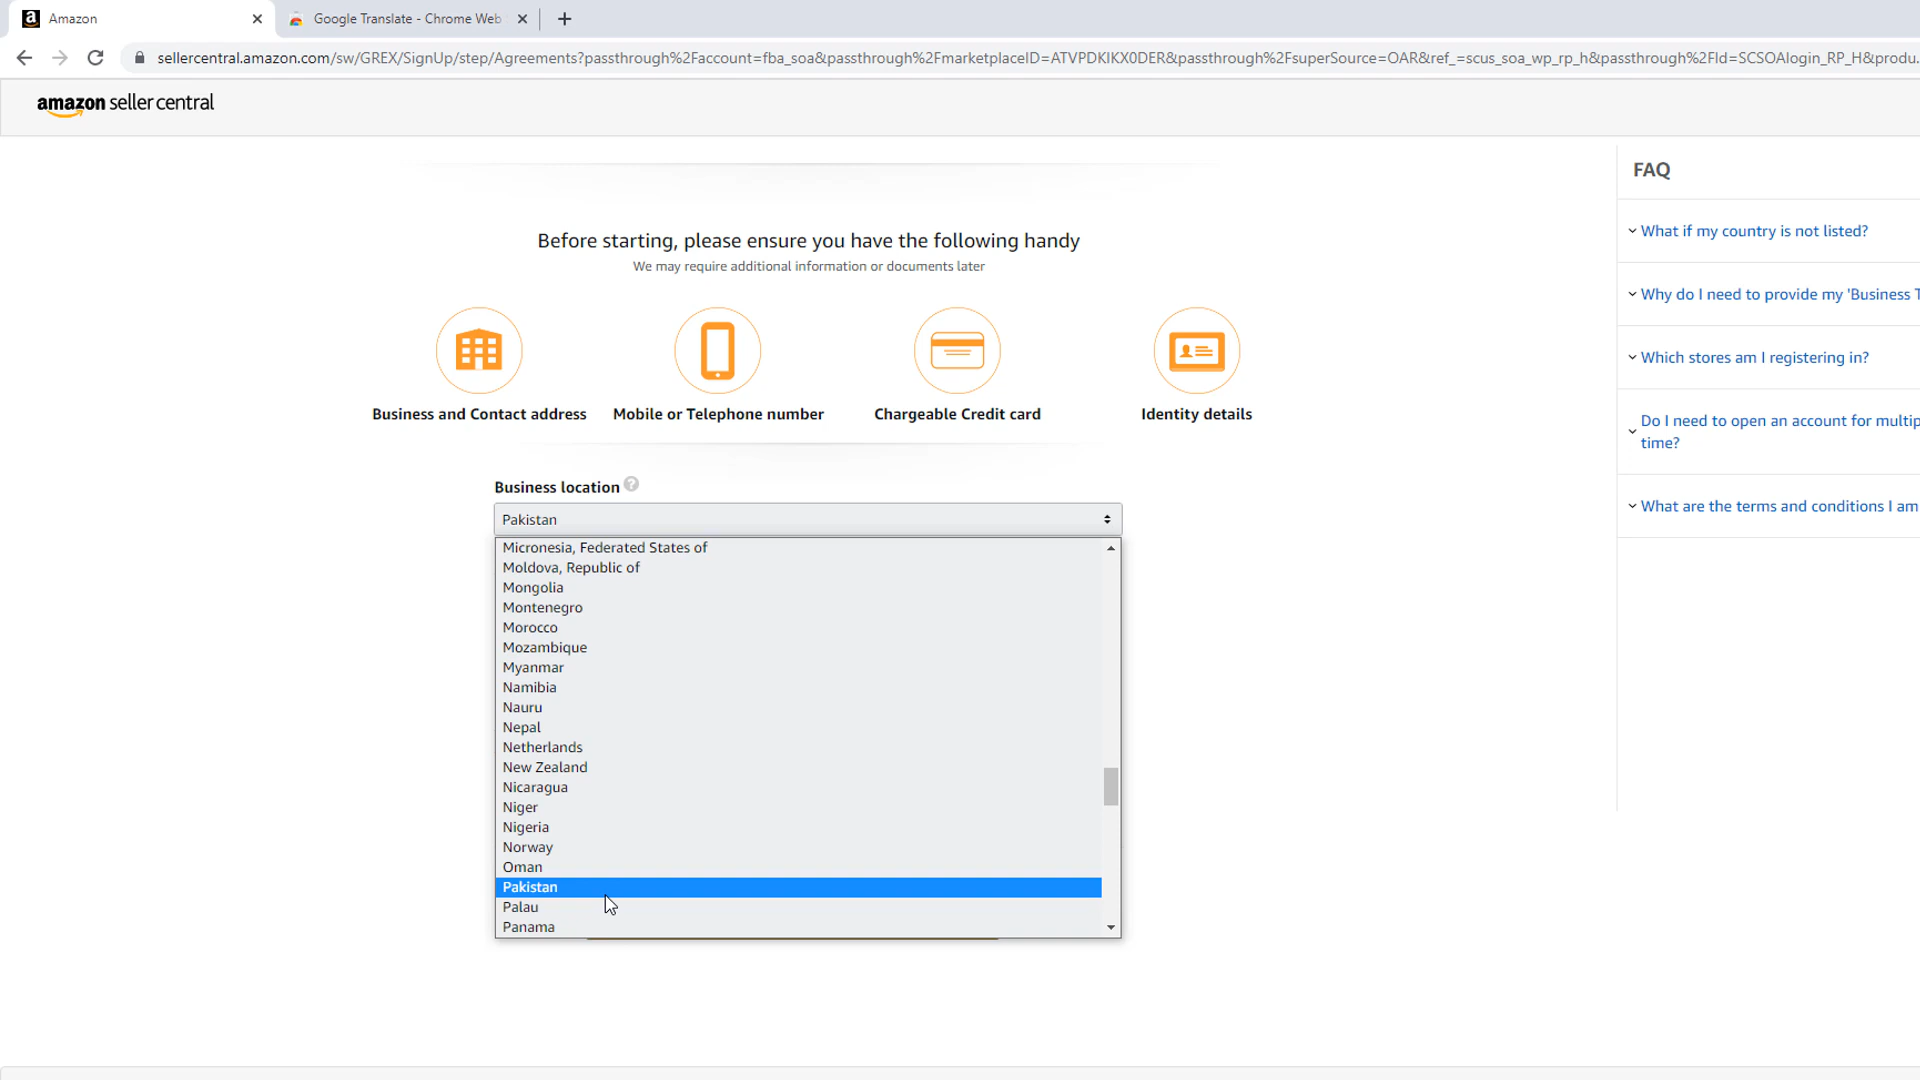 Amazon
Google Translate - Chrome Web
sellercentral.amazon.com/sw/GREX/SignUp/step/Agreements?passthrough%2Faccount=fba_soa&passthrough%2FmarketplaceID=ATVPDKIKX0DER&passthrough%2FsuperSource=OAR&ref_=scus_soa_wp_rp_h&passthrough%2Fld=SCSOAlogin_RP_H&produ.
amazon seller central
Before starting, please ensure you have the following handy
We may require additional information or documents later
Business and Contact address
Mobile or Telephone number
Chargeable Credit card
Identity details
Business location
Pakistan
Micronesia, Federated States of
Moldova, Republic of
Mongolia
Montenegro
Morocco
Mozambique
Myanmar
Namibia
Nauru
Nepal
Netherlands
New Zealand
Nicaragua
Niger
Nigeria
Norway
Oman
Pakistan
Palau
Panama
FAQ
What if my country is not listed?
Why do I need to provide my 'Business T
Which stores am I registering in?
Do I need to open an account for multip
time?
What are the terms and conditions I am